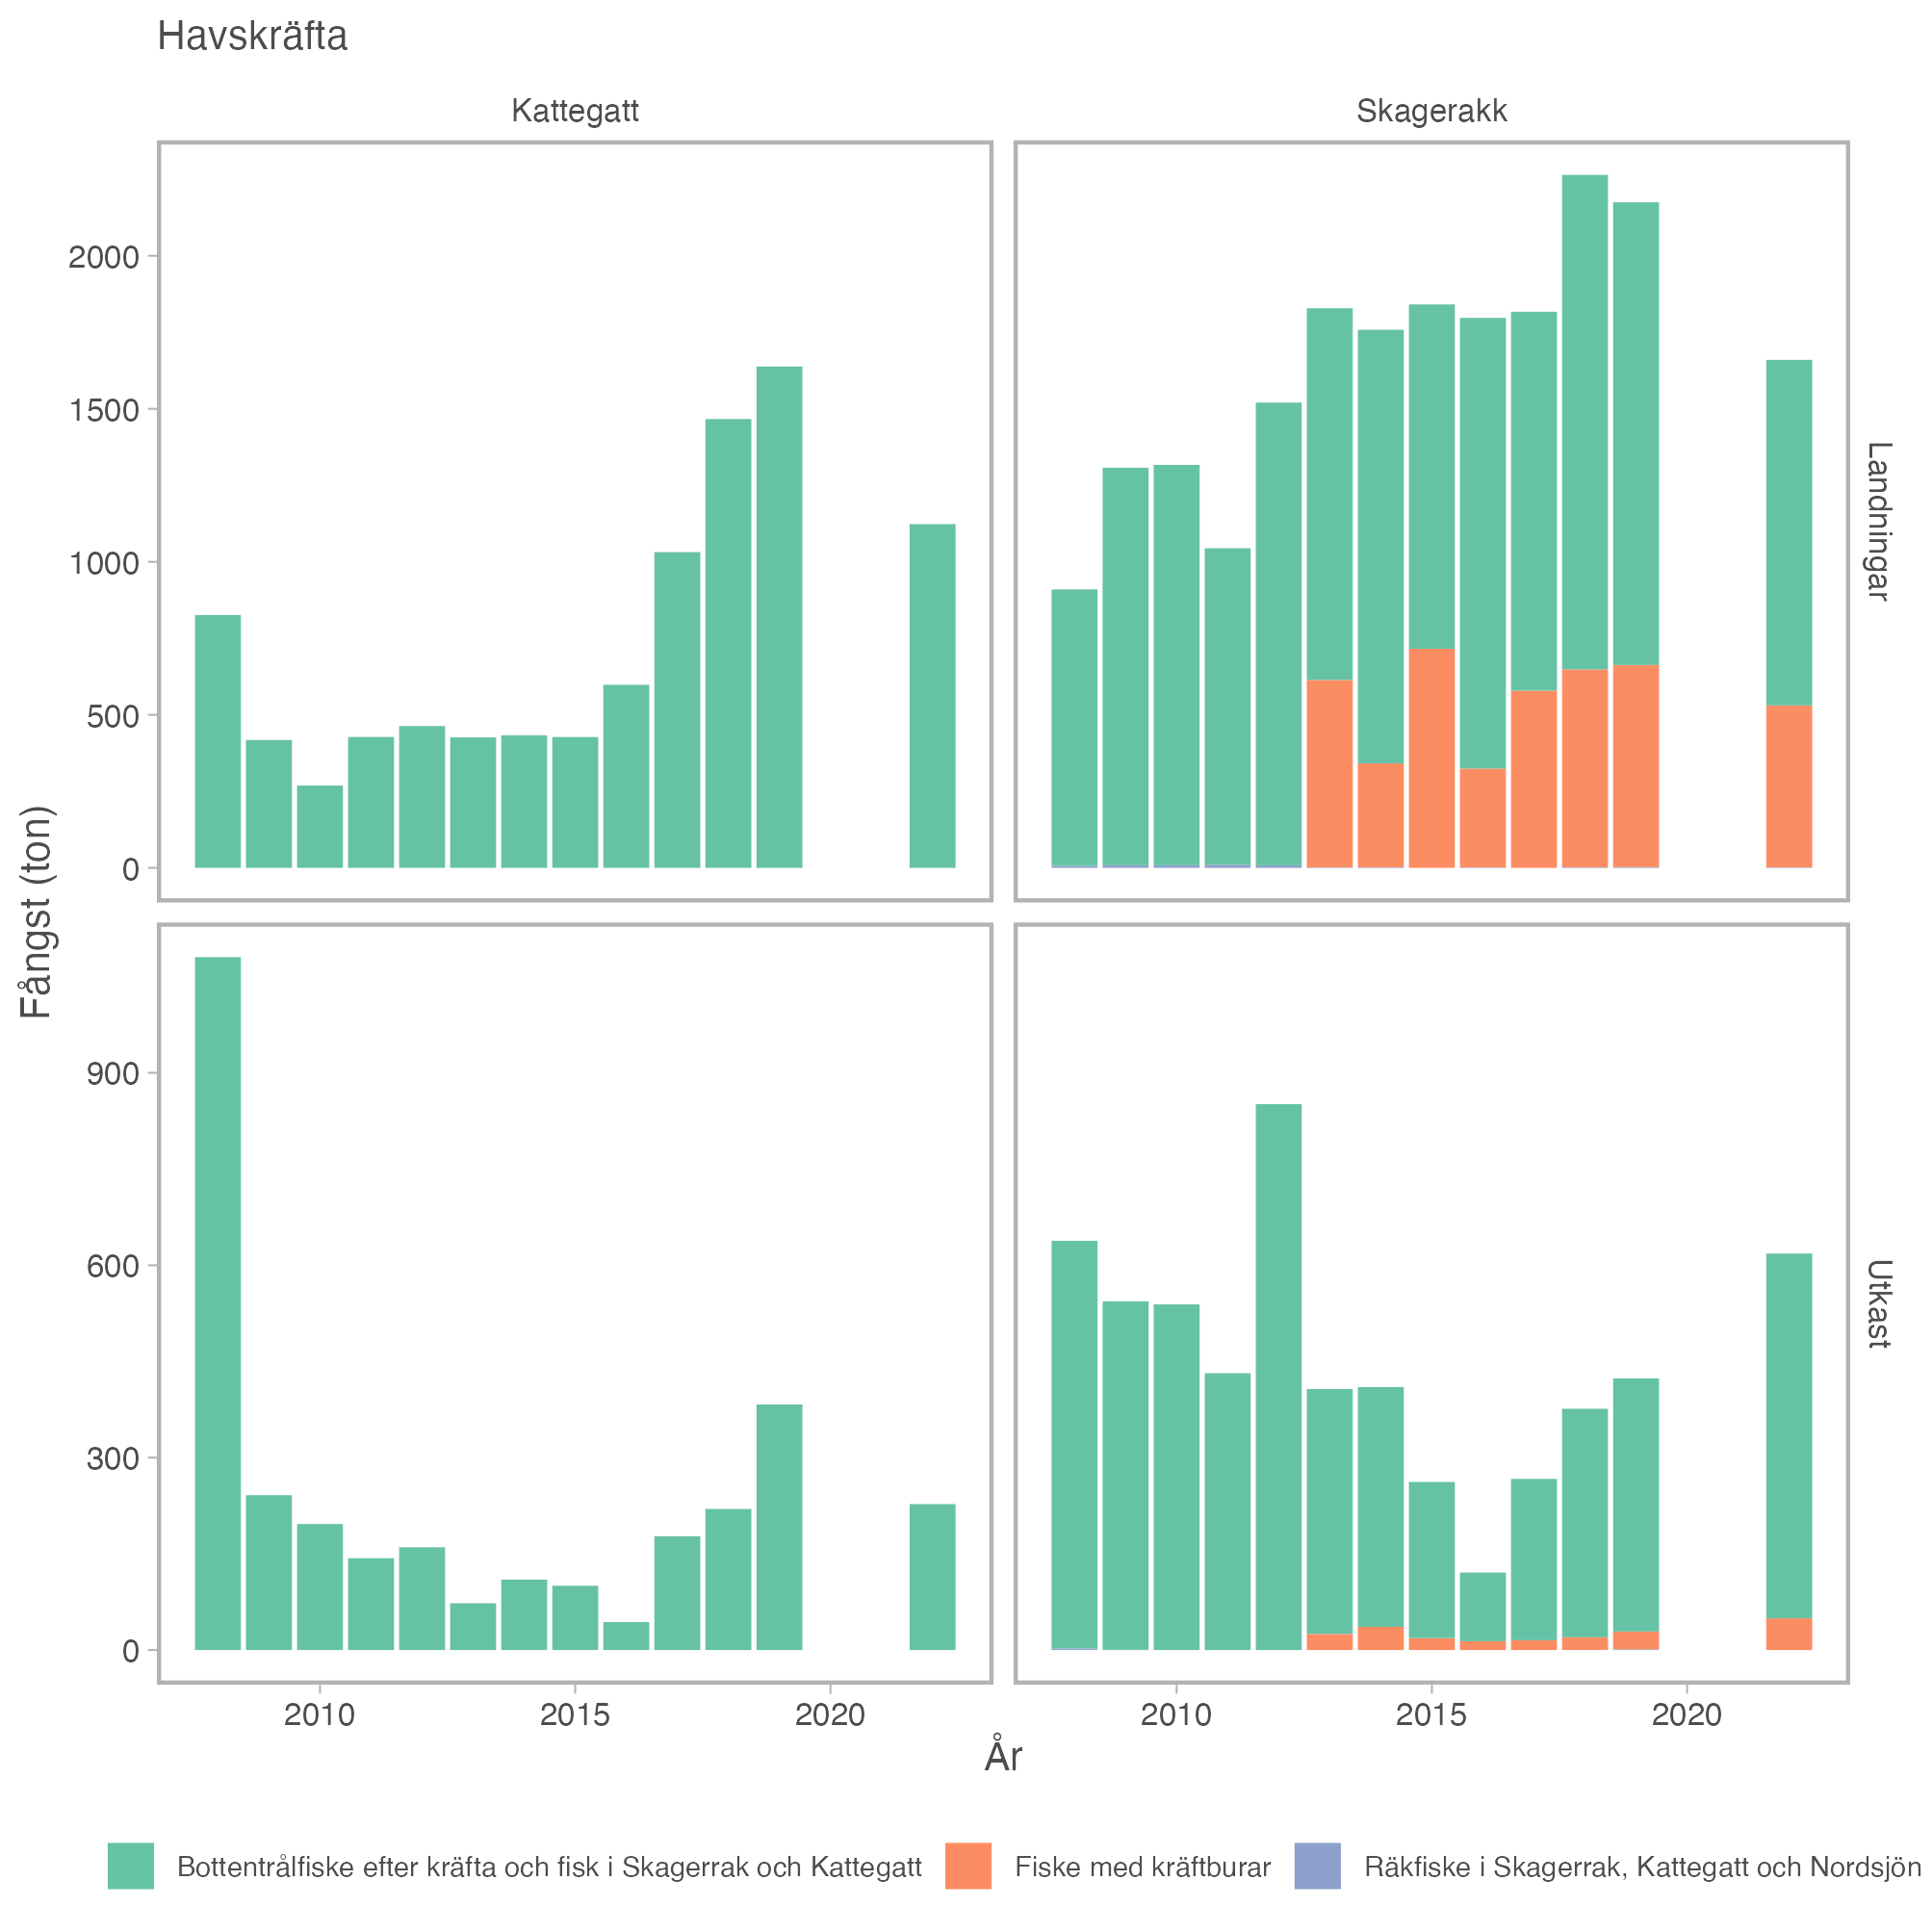 Havskräfta
Kattegatt
Skagerakk
2000
1500
1000
500
0
Landningar
Fångst (ton)
900
600
300
0
Utkast
2010
2015
2020
2010
2015
2020
År
Bottentrålfiske efter kräfta och fisk i Skagerrak och Kattegatt
Fiske med kräftburar
Räkfiske i Skagerrak, Kattegatt och Nordsjön